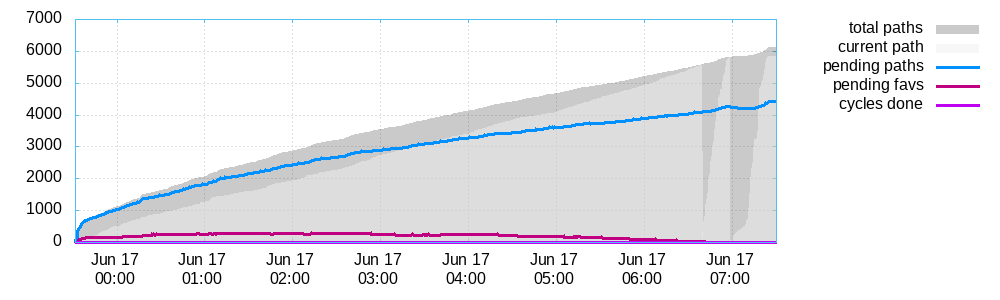 7000
6000
5000
4000
3000
2000
1000
0
Jun 17 Jun 17 Jun 17 Jun 17 Jun 17 Jun 17 Jun 17 Jun 17
00:00 01:00 02:00 03:00 04:00 05:00 06:00 07:00
total paths
current path
pending paths
pending favs
cycles done